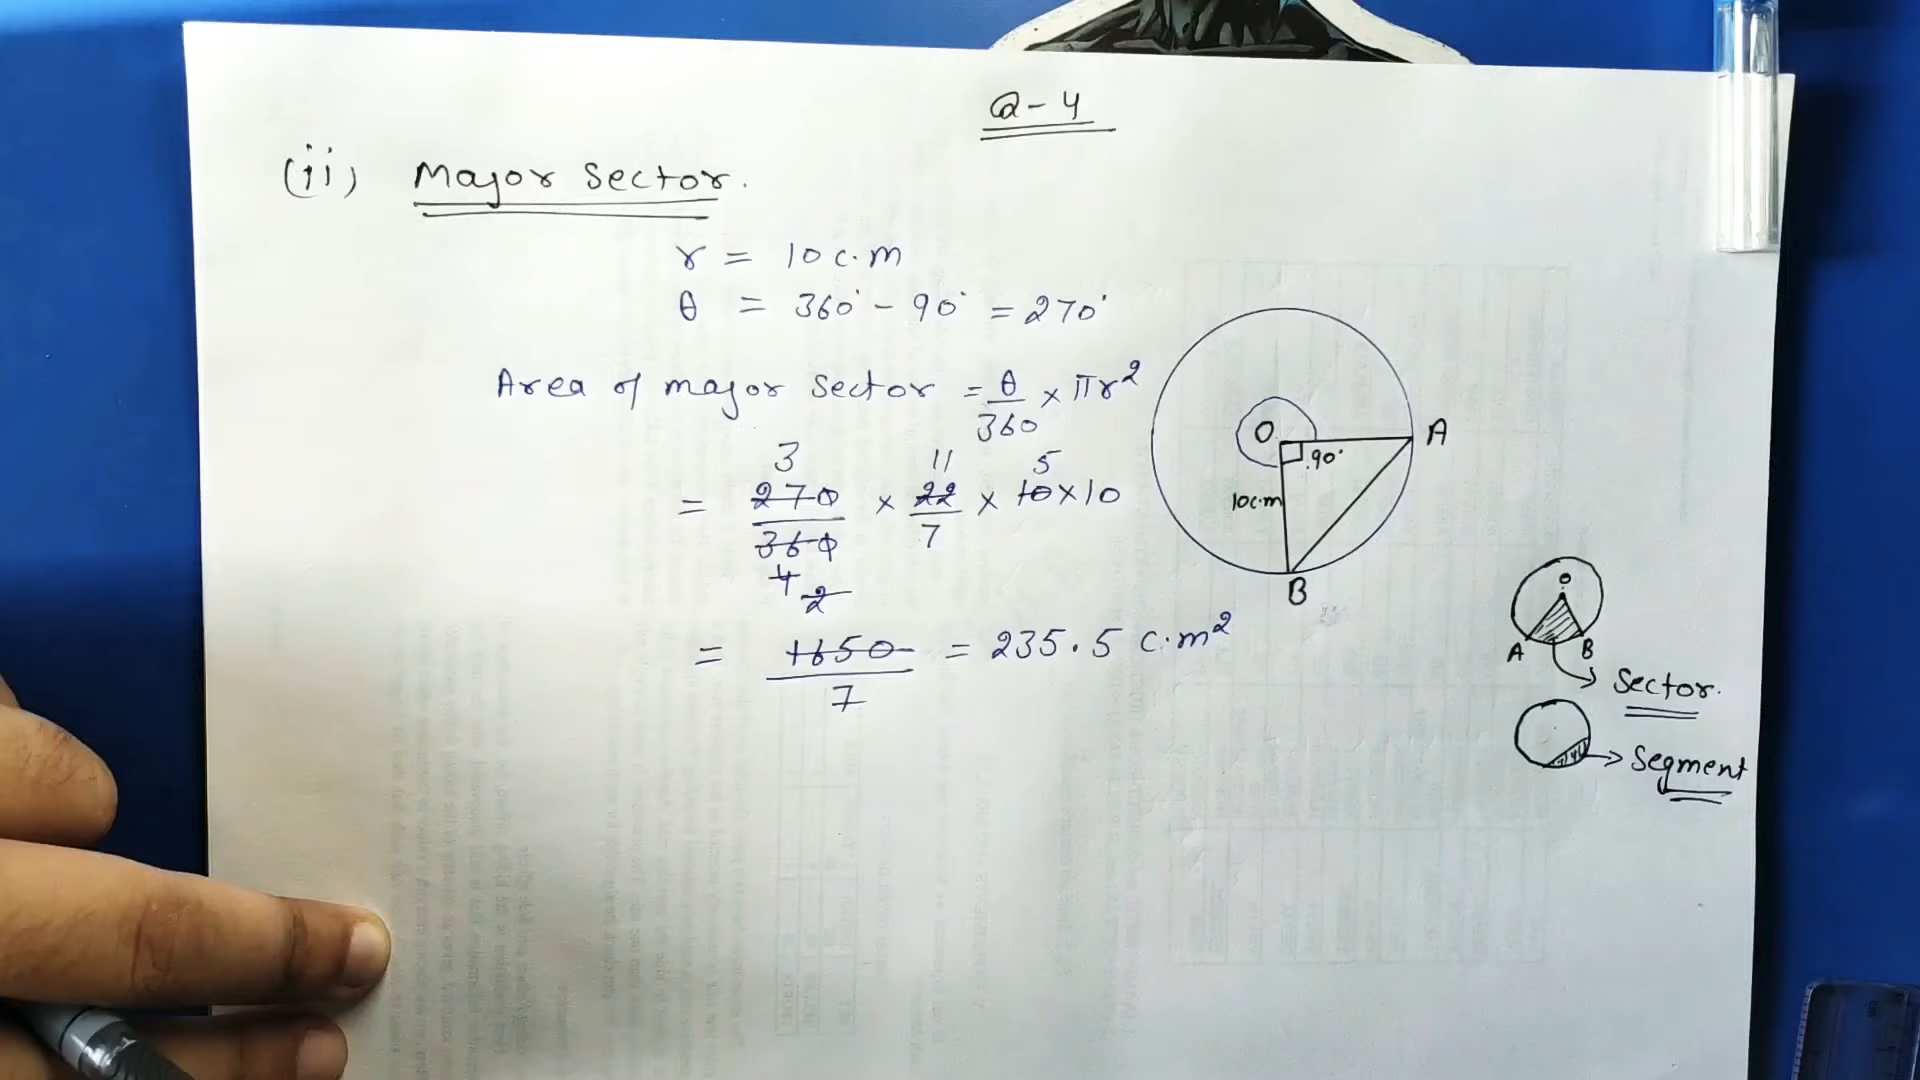 Q-4
(ii) Major Sector.
r = 10 c.m
θ = 360° - 90° = 270°
Area of major Sector = θ/360 × πr²
3 11 5
= 270/360 × 22/7 × 10×10
4 2
= 1650/7 = 235.5 c.m²
O A
90°
10c.m
B
O
A B
Sector.
Segment